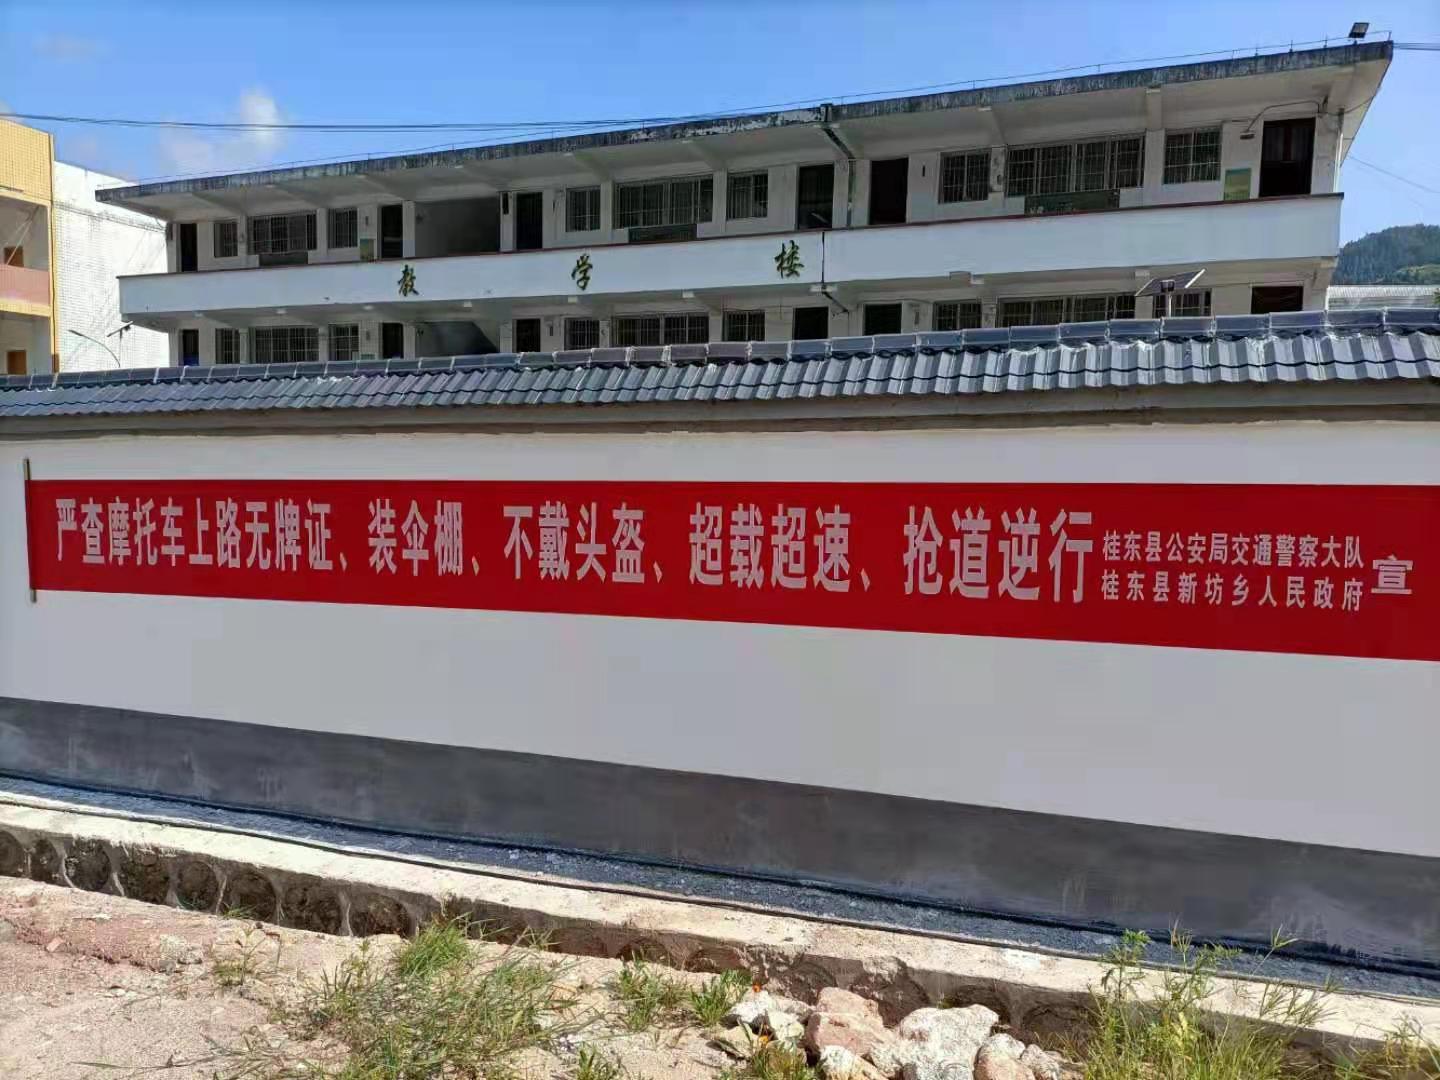 教学楼
严查摩托车上路无牌证、装伞棚、不戴头盔、超载超速、抢道逆行
桂东县公安局交通警察大队
桂东县新坊乡人民政府
宣